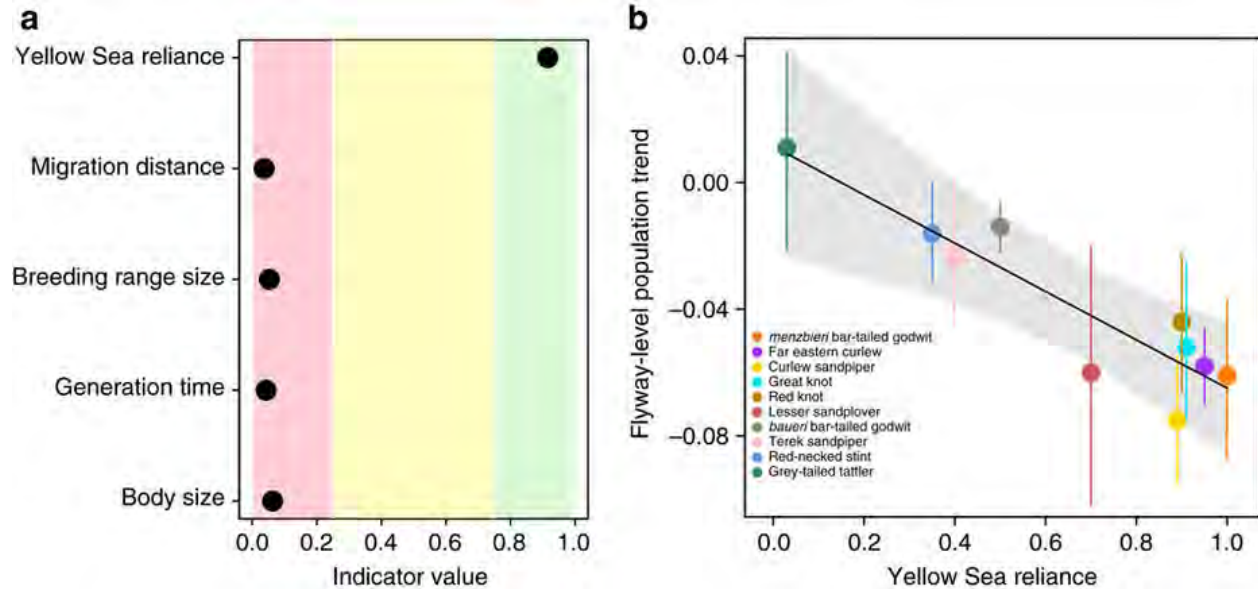 a
Yellow Sea reliance
Migration distance
Breeding range size
Generation time
Body size
0.0 0.2 0.4 0.6 0.8 1.0
Indicator value
b
Flyway-level population trend
0.04
0.00
−0.04
−0.08
menzbieri bar-tailed godwit
Far eastern curlew
Curlew sandpiper
Great knot
Red knot
Lesser sandplover
baueri bar-tailed godwit
Terek sandpiper
Red-necked stint
Grey-tailed tattler
0.0 0.2 0.4 0.6 0.8 1.0
Yellow Sea reliance